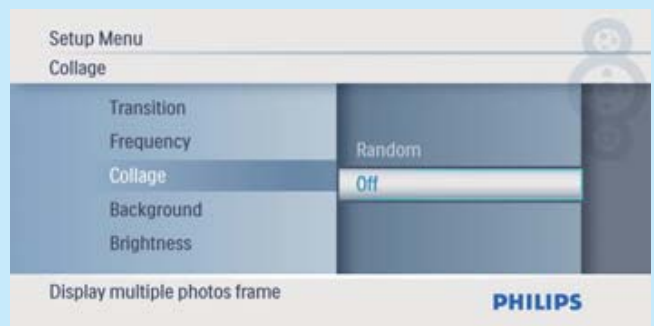 Setup Menu
Collage
Transition
Frequency
Collage
Background
Brightness
Random
Off
Display multiple photos frame
PHILIPS